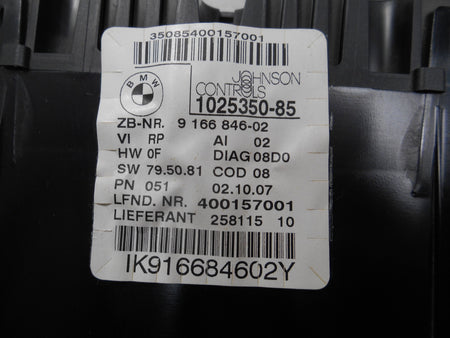 35085400157001
BMW
JOHNSON
CONTROLS
1025350-85
ZB-NR. 9 166 846-02
VI RP AI 02
HW 0F DIAG 08D0
SW 79.50.81 COD 08
PN 051 02.10.07
LFND. NR. 400157001
LIEFERANT 258115 10
IK916684602Y